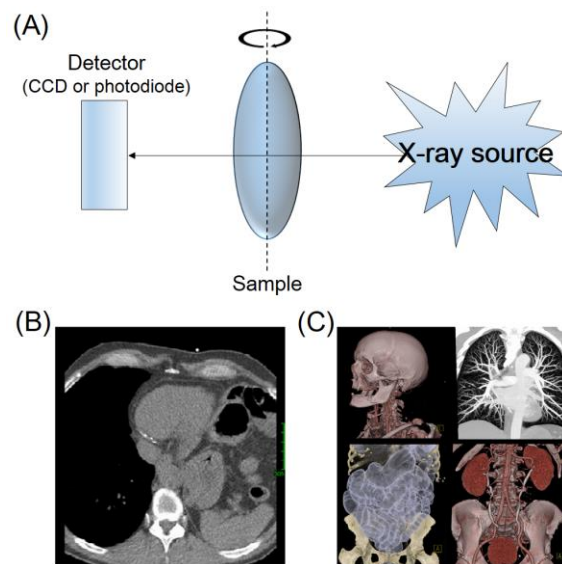 (A)
Detector
(CCD or photodiode)
X-ray source
Sample
(B)
(C)